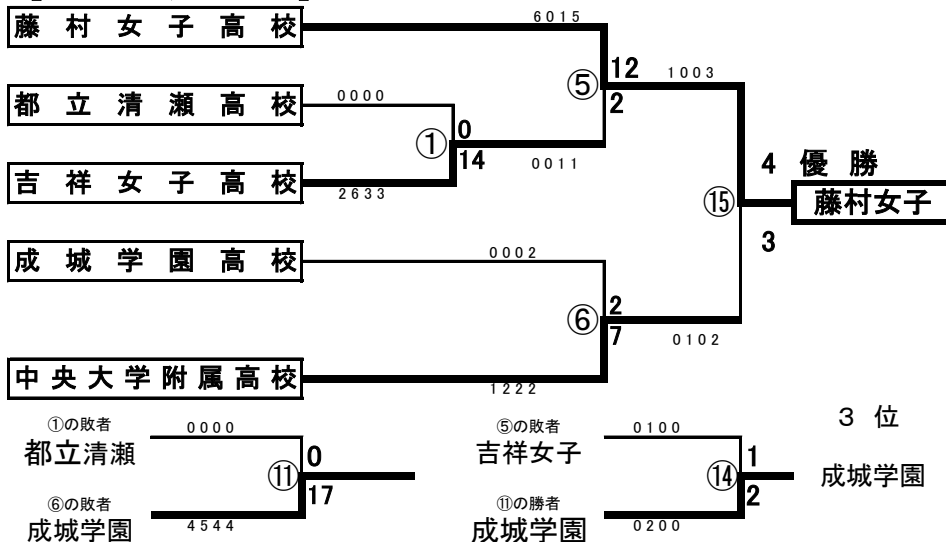 藤村女子高校
6015
⑤
12
1003
2
都立清瀬高校
0000
①
0
14
0011
吉祥女子高校
2633
4 優勝
⑮
藤村女子
3
成城学園高校
0002
⑥
2
7
0102
中央大学附属高校
1222
①の敗者
都立清瀬
0000
⑪
0
17
⑥の敗者
成城学園
4544
⑤の敗者
吉祥女子
0100
⑭
1
2
⑪の勝者
成城学園
0200
3 位
成城学園